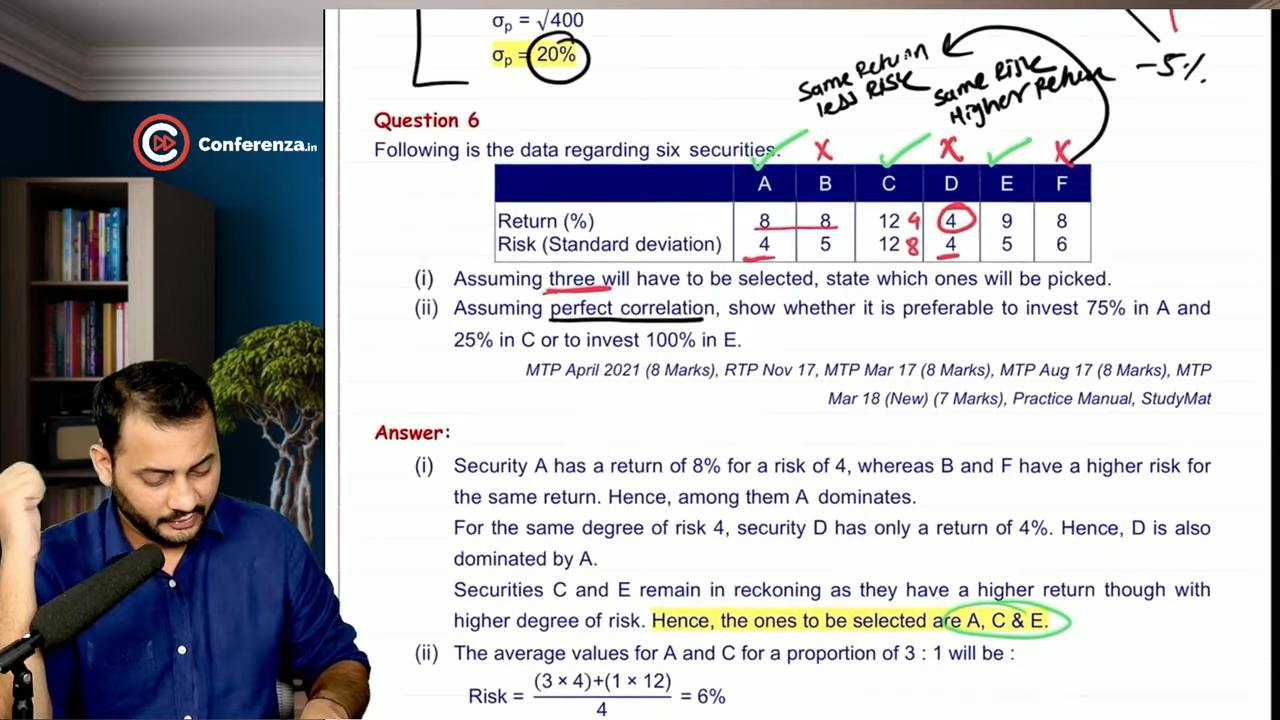 σp = √400
σp = 20%
-5%
Same Return
less Risk
Same Risk
Higher Return
Conferenza.in
Question 6
Following is the data regarding six securities:
A B C D E F
Return (%) 8 8 12 4 4 9 8
Risk (Standard deviation) 4 5 12 8 4 5 6
(i) Assuming three will have to be selected, state which ones will be picked.
(ii) Assuming perfect correlation, show whether it is preferable to invest 75% in A and
25% in C or to invest 100% in E.
MTP April 2021 (8 Marks), RTP Nov 17, MTP Mar 17 (8 Marks), MTP Aug 17 (8 Marks), MTP
Mar 18 (New) (7 Marks), Practice Manual, StudyMat
Answer:
(i) Security A has a return of 8% for a risk of 4, whereas B and F have a higher risk for
the same return. Hence, among them A dominates.
For the same degree of risk 4, security D has only a return of 4%. Hence, D is also
dominated by A.
Securities C and E remain in reckoning as they have a higher return though with
higher degree of risk. Hence, the ones to be selected are A, C & E.
(ii) The average values for A and C for a proportion of 3 : 1 will be :
Risk = (3 × 4)+(1 × 12) / 4 = 6%